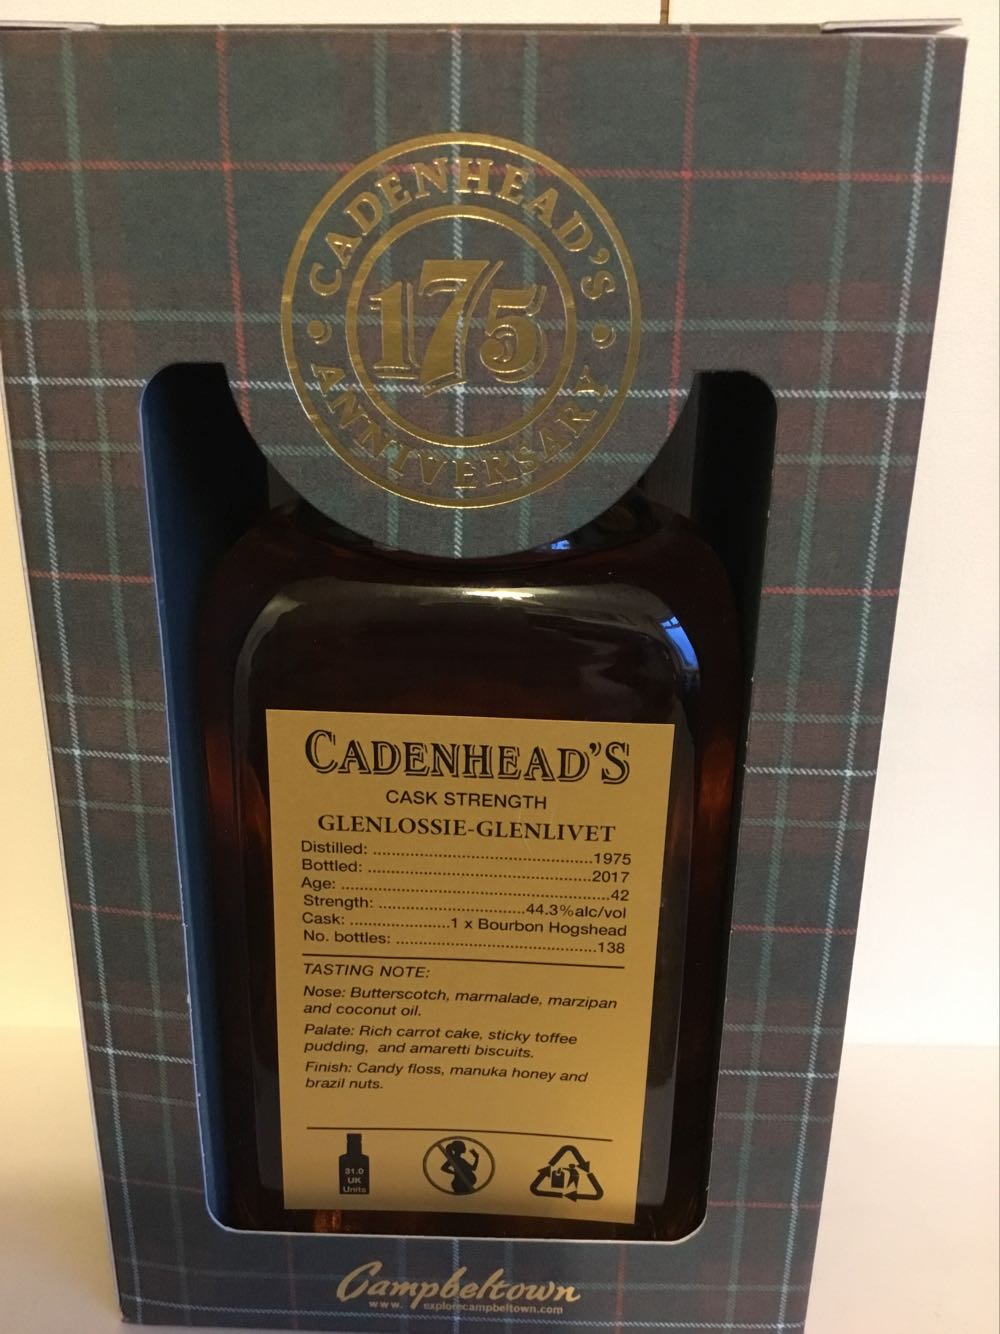 CADENHEAD'S
175
ANNIVERSARY
CADENHEAD'S
CASK STRENGTH
GLENLOSSIE-GLENLIVET
Distilled: ..........................................1975
Bottled: ...........................................2017
Age: ...................................................42
Strength: ............................44.3%alc/vol
Cask: ...................1 x Bourbon Hogshead
No. bottles: ......................................138
TASTING NOTE:
Nose: Butterscotch, marmalade, marzipan
and coconut oil.
Palate: Rich carrot cake, sticky toffee
pudding, and amaretti biscuits.
Finish: Candy floss, manuka honey and
brazil nuts.
31.0
UK
Units
Campbeltown
www. explorecampbeltown.com